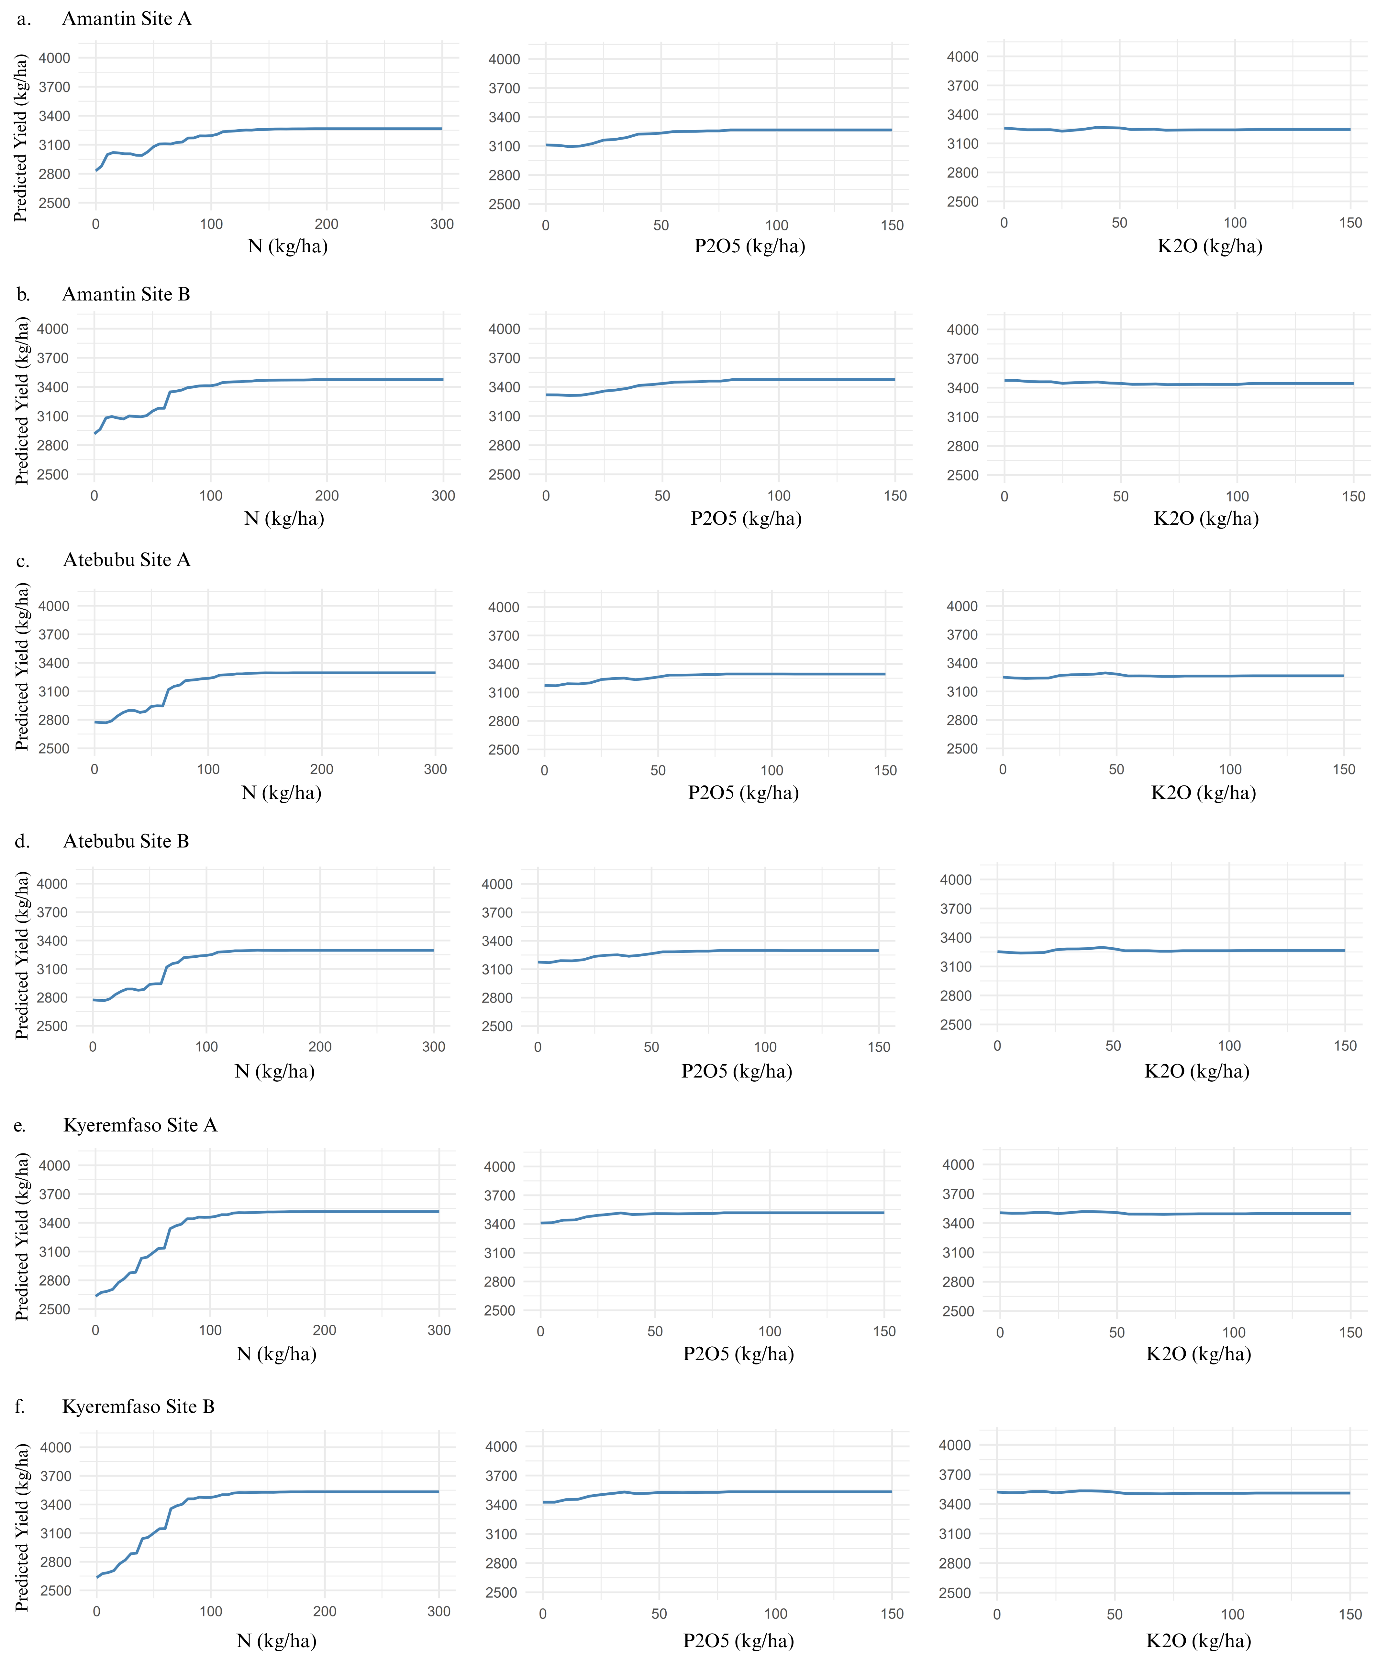 a. Amantin Site A
Predicted Yield (kg/ha)
4000
3700
3400
3100
2800
2500
0 100 200 300
N (kg/ha)
4000
3700
3400
3100
2800
2500
0 50 100 150
P2O5 (kg/ha)
4000
3700
3400
3100
2800
2500
0 50 100 150
K2O (kg/ha)
b. Amantin Site B
Predicted Yield (kg/ha)
4000
3700
3400
3100
2800
2500
0 100 200 300
N (kg/ha)
4000
3700
3400
3100
2800
2500
0 50 100 150
P2O5 (kg/ha)
4000
3700
3400
3100
2800
2500
0 50 100 150
K2O (kg/ha)
c. Atebubu Site A
Predicted Yield (kg/ha)
4000
3700
3400
3100
2800
2500
0 100 200 300
N (kg/ha)
4000
3700
3400
3100
2800
2500
0 50 100 150
P2O5 (kg/ha)
4000
3700
3400
3100
2800
2500
0 50 100 150
K2O (kg/ha)
d. Atebubu Site B
Predicted Yield (kg/ha)
4000
3700
3400
3100
2800
2500
0 100 200 300
N (kg/ha)
4000
3700
3400
3100
2800
2500
0 50 100 150
P2O5 (kg/ha)
4000
3700
3400
3100
2800
2500
0 50 100 150
K2O (kg/ha)
e. Kyeremfaso Site A
Predicted Yield (kg/ha)
4000
3700
3400
3100
2800
2500
0 100 200 300
N (kg/ha)
4000
3700
3400
3100
2800
2500
0 50 100 150
P2O5 (kg/ha)
4000
3700
3400
3100
2800
2500
0 50 100 150
K2O (kg/ha)
f. Kyeremfaso Site B
Predicted Yield (kg/ha)
4000
3700
3400
3100
2800
2500
0 100 200 300
N (kg/ha)
4000
3700
3400
3100
2800
2500
0 50 100 150
P2O5 (kg/ha)
4000
3700
3400
3100
2800
2500
0 50 100 150
K2O (kg/ha)